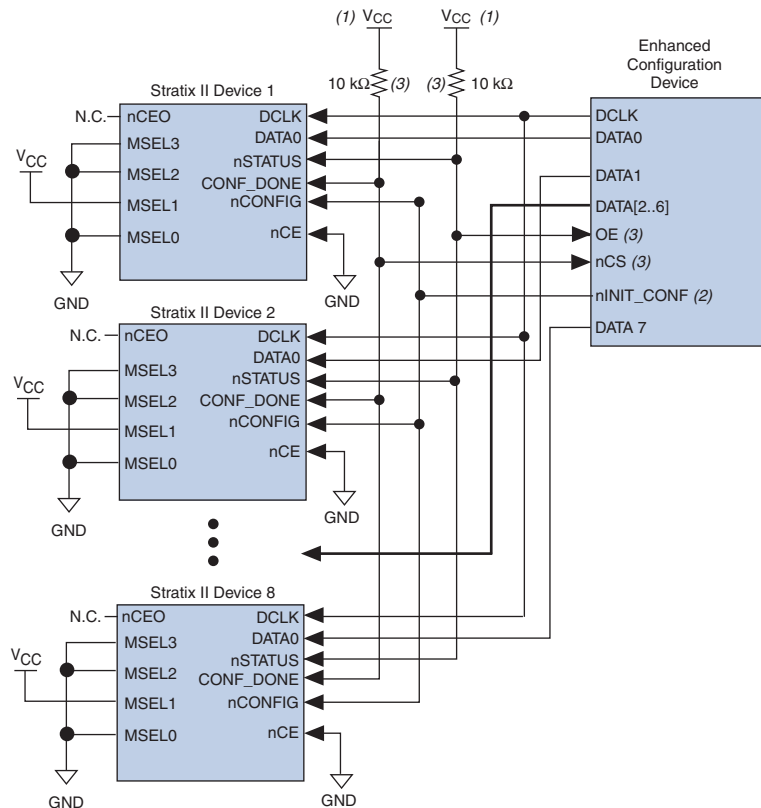 (1) VCC
VCC (1)
10 kΩ (3)
(3) 10 kΩ
Enhanced
Configuration
Device
DCLK
DATA0
DATA1
DATA[2..6]
OE (3)
nCS (3)
nINIT_CONF (2)
DATA 7
Stratix II Device 1
N.C.
nCEO
MSEL3
MSEL2
MSEL1
MSEL0
VCC
GND
DCLK
DATA0
nSTATUS
CONF_DONE
nCONFIG
nCE
GND
Stratix II Device 2
N.C.
nCEO
MSEL3
MSEL2
MSEL1
MSEL0
VCC
GND
DCLK
DATA0
nSTATUS
CONF_DONE
nCONFIG
nCE
GND
Stratix II Device 8
N.C.
nCEO
MSEL3
MSEL2
MSEL1
MSEL0
VCC
GND
DCLK
DATA0
nSTATUS
CONF_DONE
nCONFIG
nCE
GND